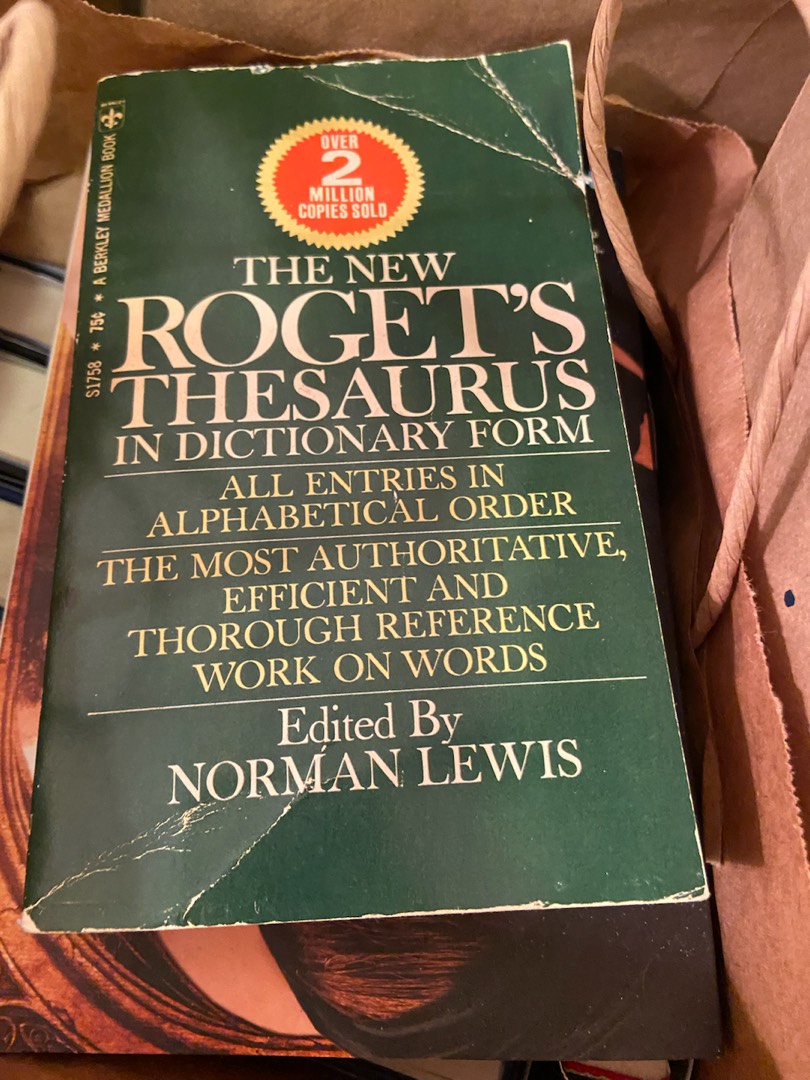 OVER
2
MILLION
COPIES SOLD
THE NEW
ROGET'S
THESAURUS
IN DICTIONARY FORM
ALL ENTRIES IN
ALPHABETICAL ORDER
THE MOST AUTHORITATIVE,
EFFICIENT AND
THOROUGH REFERENCE
WORK ON WORDS
Edited By
NORMAN LEWIS
S1758 * 75¢ * A BERKLEY MEDALLION BOOK